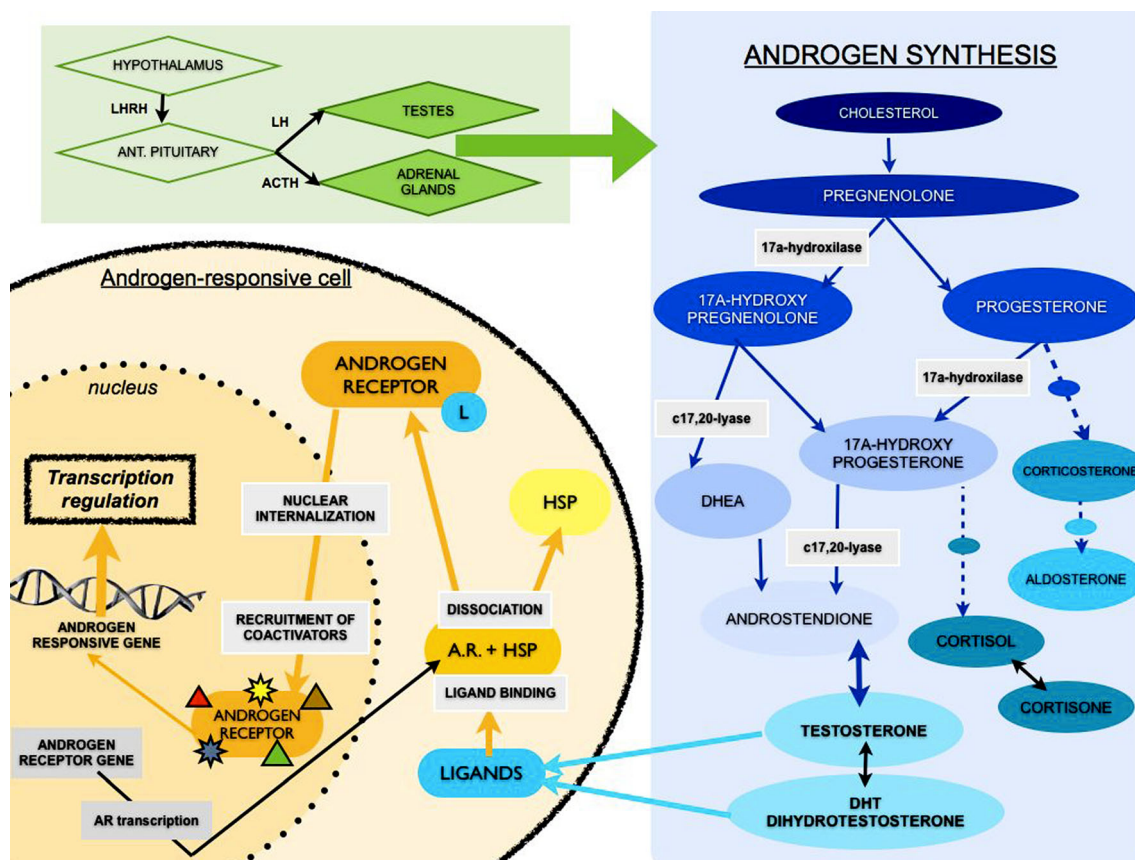 HYPOTHALAMUS
LHRH
ANT. PITUITARY
LH
ACTH
TESTES
ADRENAL
GLANDS
ANDROGEN SYNTHESIS
CHOLESTEROL
PREGNENOLONE
17a-hydroxilase
17A-HYDROXY
PREGNENOLONE
PROGESTERONE
17a-hydroxilase
c17,20-lyase
17A-HYDROXY
PROGESTERONE
CORTICOSTERONE
DHEA
c17,20-lyase
ALDOSTERONE
ANDROSTENDIONE
CORTISOL
CORTISONE
TESTOSTERONE
DHT
DIHYDROTESTOSTERONE
Androgen-responsive cell
nucleus
ANDROGEN
RECEPTOR
L
Transcription
regulation
NUCLEAR
INTERNALIZATION
HSP
ANDROGEN
RESPONSIVE GENE
RECRUITMENT OF
COACTIVATORS
DISSOCIATION
A.R. + HSP
LIGAND BINDING
ANDROGEN
RECEPTOR
ANDROGEN
RECEPTOR GENE
LIGANDS
AR transcription